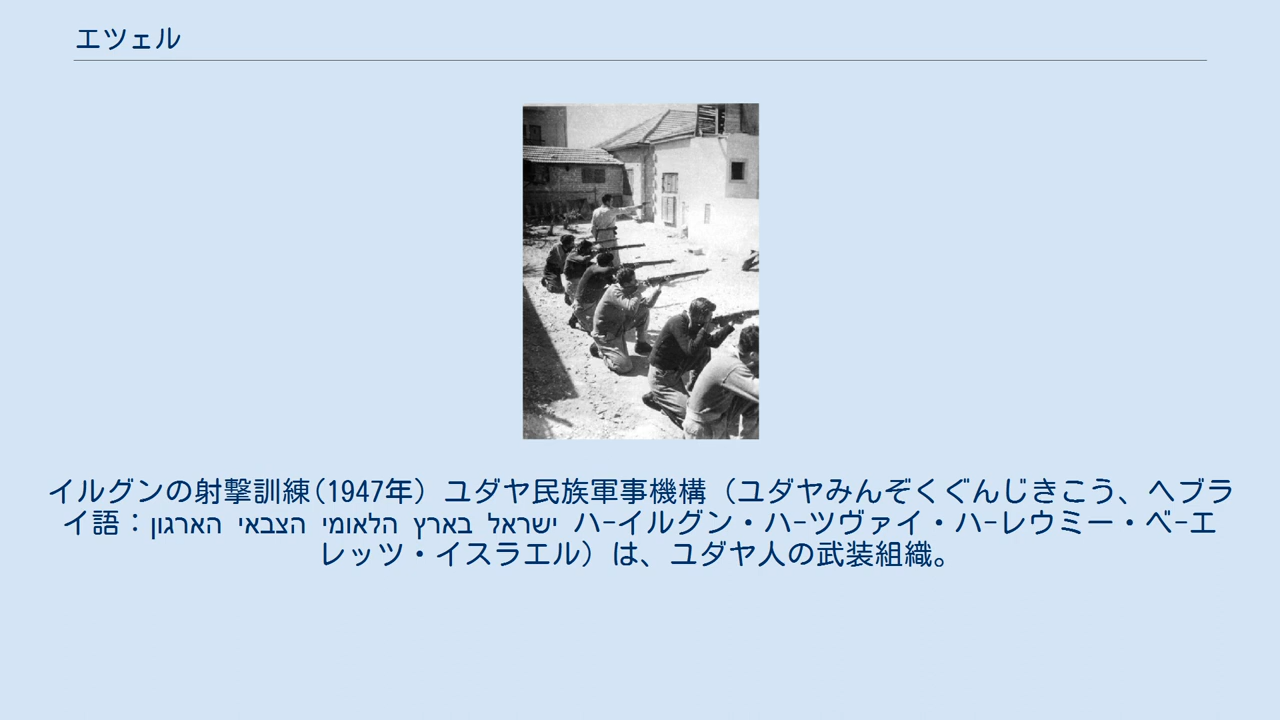 エツェル
イルグンの射撃訓練(1947年) ユダヤ民族軍事機構（ユダヤみんぞくぐんじきこう、ヘブラ
イ語：הארגון הצבאי הלאומי בארץ ישראל ハ-イルグン・ハ-ツヴァイ・ハ-レウミー・ベ-エ
レッツ・イスラエル）は、ユダヤ人の武装組織。